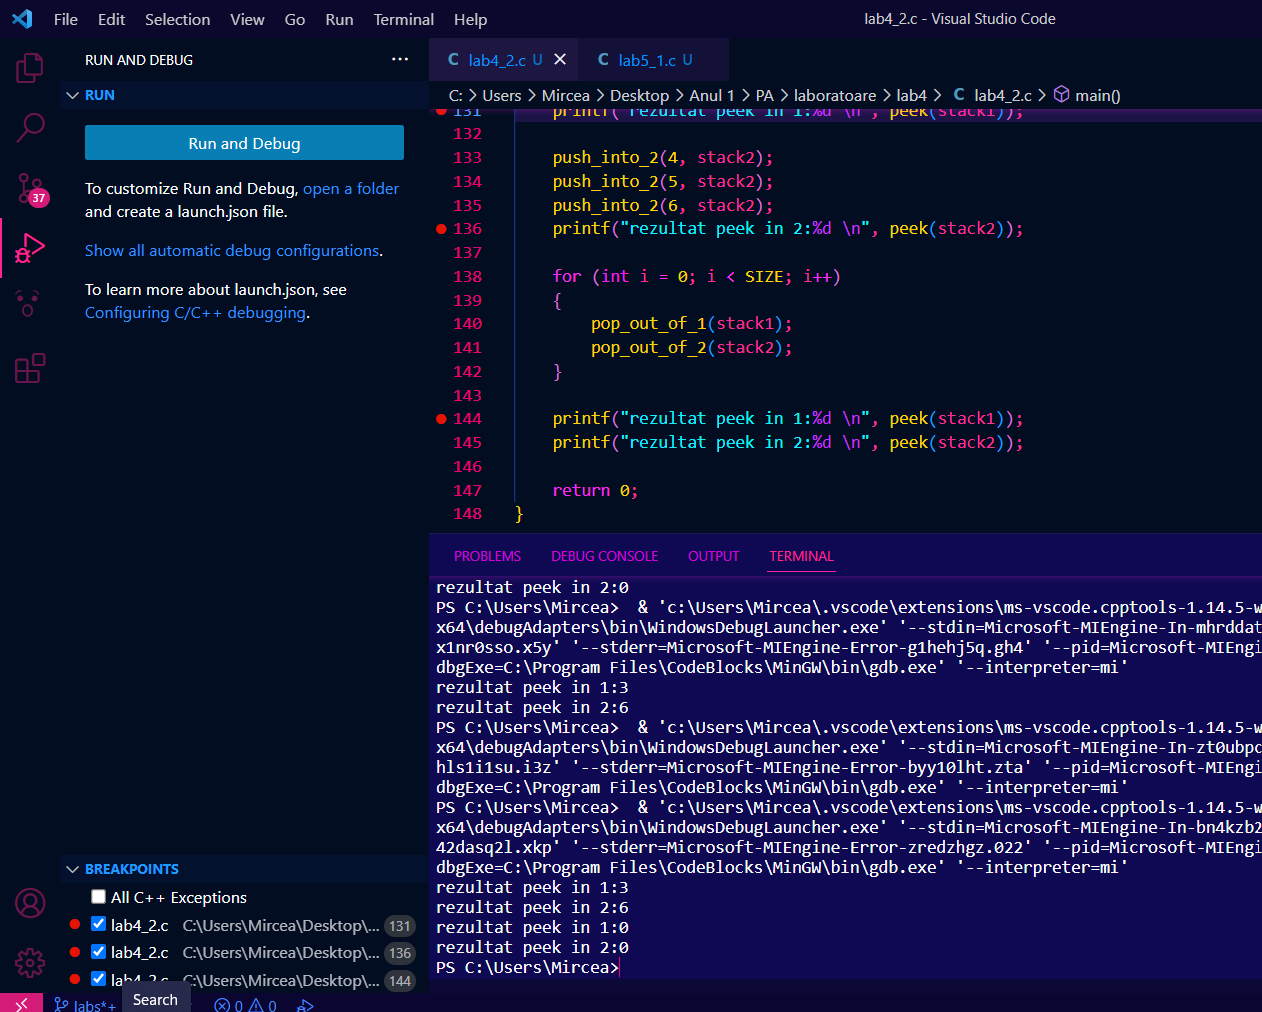 File Edit Selection View Go Run Terminal Help lab4_2.c - Visual Studio Code
RUN AND DEBUG ...
RUN
Run and Debug
To customize Run and Debug, open a folder
and create a launch.json file.
Show all automatic debug configurations.
To learn more about launch.json, see
Configuring C/C++ debugging.
37
BREAKPOINTS
All C++ Exceptions
lab4_2.c C:\Users\Mircea\Desktop\... 131
lab4_2.c C:\Users\Mircea\Desktop\... 136
lab4_2.c C:\Users\Mircea\Desktop\... 144
Search
labs*+ 0 0
C lab4_2.c U C lab5_1.c U
C: > Users > Mircea > Desktop > Anul 1 > PA > laboratoare > lab4 > C lab4_2.c > main()
131 printf("rezultat peek in 1:%d \n", peek(stack1));
132
133 push_into_2(4, stack2);
134 push_into_2(5, stack2);
135 push_into_2(6, stack2);
136 printf("rezultat peek in 2:%d \n", peek(stack2));
137
138 for (int i = 0; i < SIZE; i++)
139 {
140 pop_out_of_1(stack1);
141 pop_out_of_2(stack2);
142 }
143
144 printf("rezultat peek in 1:%d \n", peek(stack1));
145 printf("rezultat peek in 2:%d \n", peek(stack2));
146
147 return 0;
148 }
PROBLEMS DEBUG CONSOLE OUTPUT TERMINAL
rezultat peek in 2:0
PS C:\Users\Mircea> & 'c:\Users\Mircea\.vscode\extensions\ms-vscode.cpptools-1.14.5-w
x64\debugAdapters\bin\WindowsDebugLauncher.exe' '--stdin=Microsoft-MIEngine-In-mhrddat
x1nr0sso.x5y' '--stderr=Microsoft-MIEngine-Error-g1hehj5q.gh4' '--pid=Microsoft-MIEngi
dbgExe=C:\Program Files\CodeBlocks\MinGW\bin\gdb.exe' '--interpreter=mi'
rezultat peek in 1:3
rezultat peek in 2:6
PS C:\Users\Mircea> & 'c:\Users\Mircea\.vscode\extensions\ms-vscode.cpptools-1.14.5-w
x64\debugAdapters\bin\WindowsDebugLauncher.exe' '--stdin=Microsoft-MIEngine-In-zt0ubpc
hls1i1su.i3z' '--stderr=Microsoft-MIEngine-Error-byy10lht.zta' '--pid=Microsoft-MIEngi
dbgExe=C:\Program Files\CodeBlocks\MinGW\bin\gdb.exe' '--interpreter=mi'
PS C:\Users\Mircea> & 'c:\Users\Mircea\.vscode\extensions\ms-vscode.cpptools-1.14.5-w
x64\debugAdapters\bin\WindowsDebugLauncher.exe' '--stdin=Microsoft-MIEngine-In-bn4kzb2
42dasq2l.xkp' '--stderr=Microsoft-MIEngine-Error-zredzhgz.022' '--pid=Microsoft-MIEngi
dbgExe=C:\Program Files\CodeBlocks\MinGW\bin\gdb.exe' '--interpreter=mi'
rezultat peek in 1:3
rezultat peek in 2:6
rezultat peek in 1:0
rezultat peek in 2:0
PS C:\Users\Mircea>